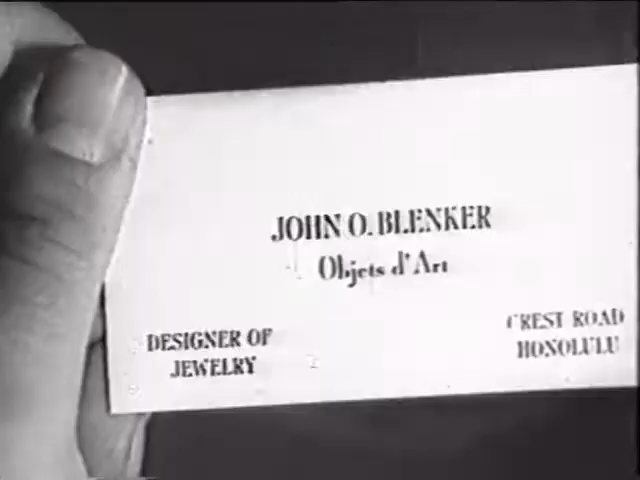 JOHN O. BLENKER
Objets d'Art
DESIGNER OF
JEWELRY
CREST ROAD
HONOLULU